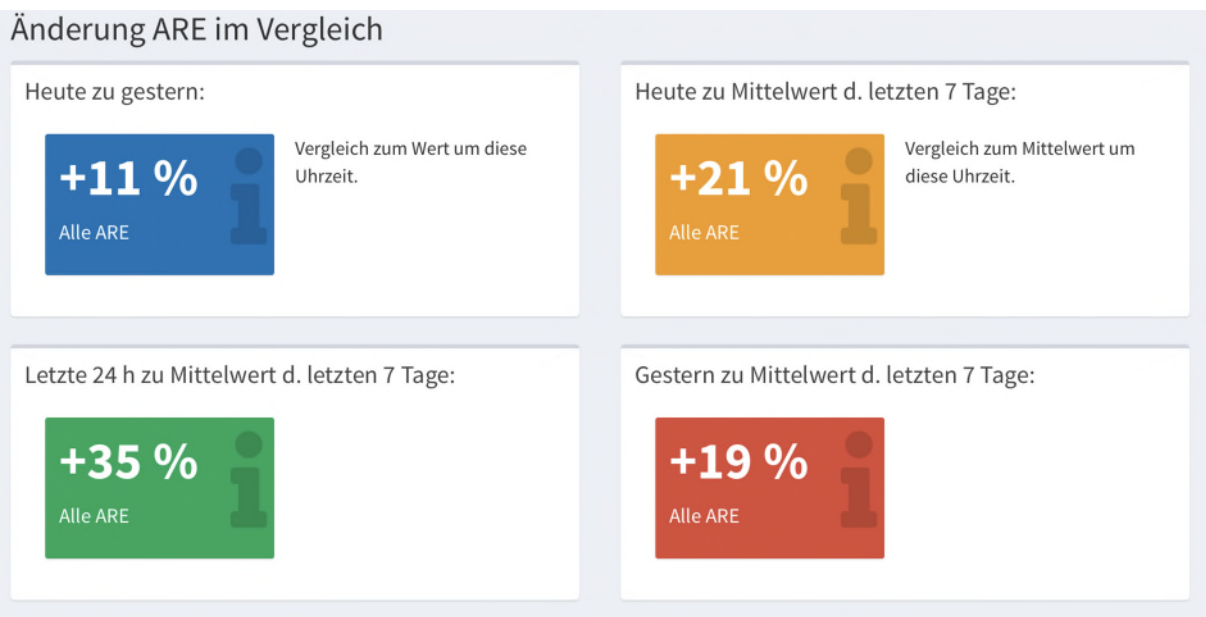 Änderung ARE im Vergleich
Heute zu gestern:
+11 %
Alle ARE
Vergleich zum Wert um diese
Uhrzeit.
Heute zu Mittelwert d. letzten 7 Tage:
+21 %
Alle ARE
Vergleich zum Mittelwert um
diese Uhrzeit.
Letzte 24 h zu Mittelwert d. letzten 7 Tage:
+35 %
Alle ARE
Gestern zu Mittelwert d. letzten 7 Tage:
+19 %
Alle ARE